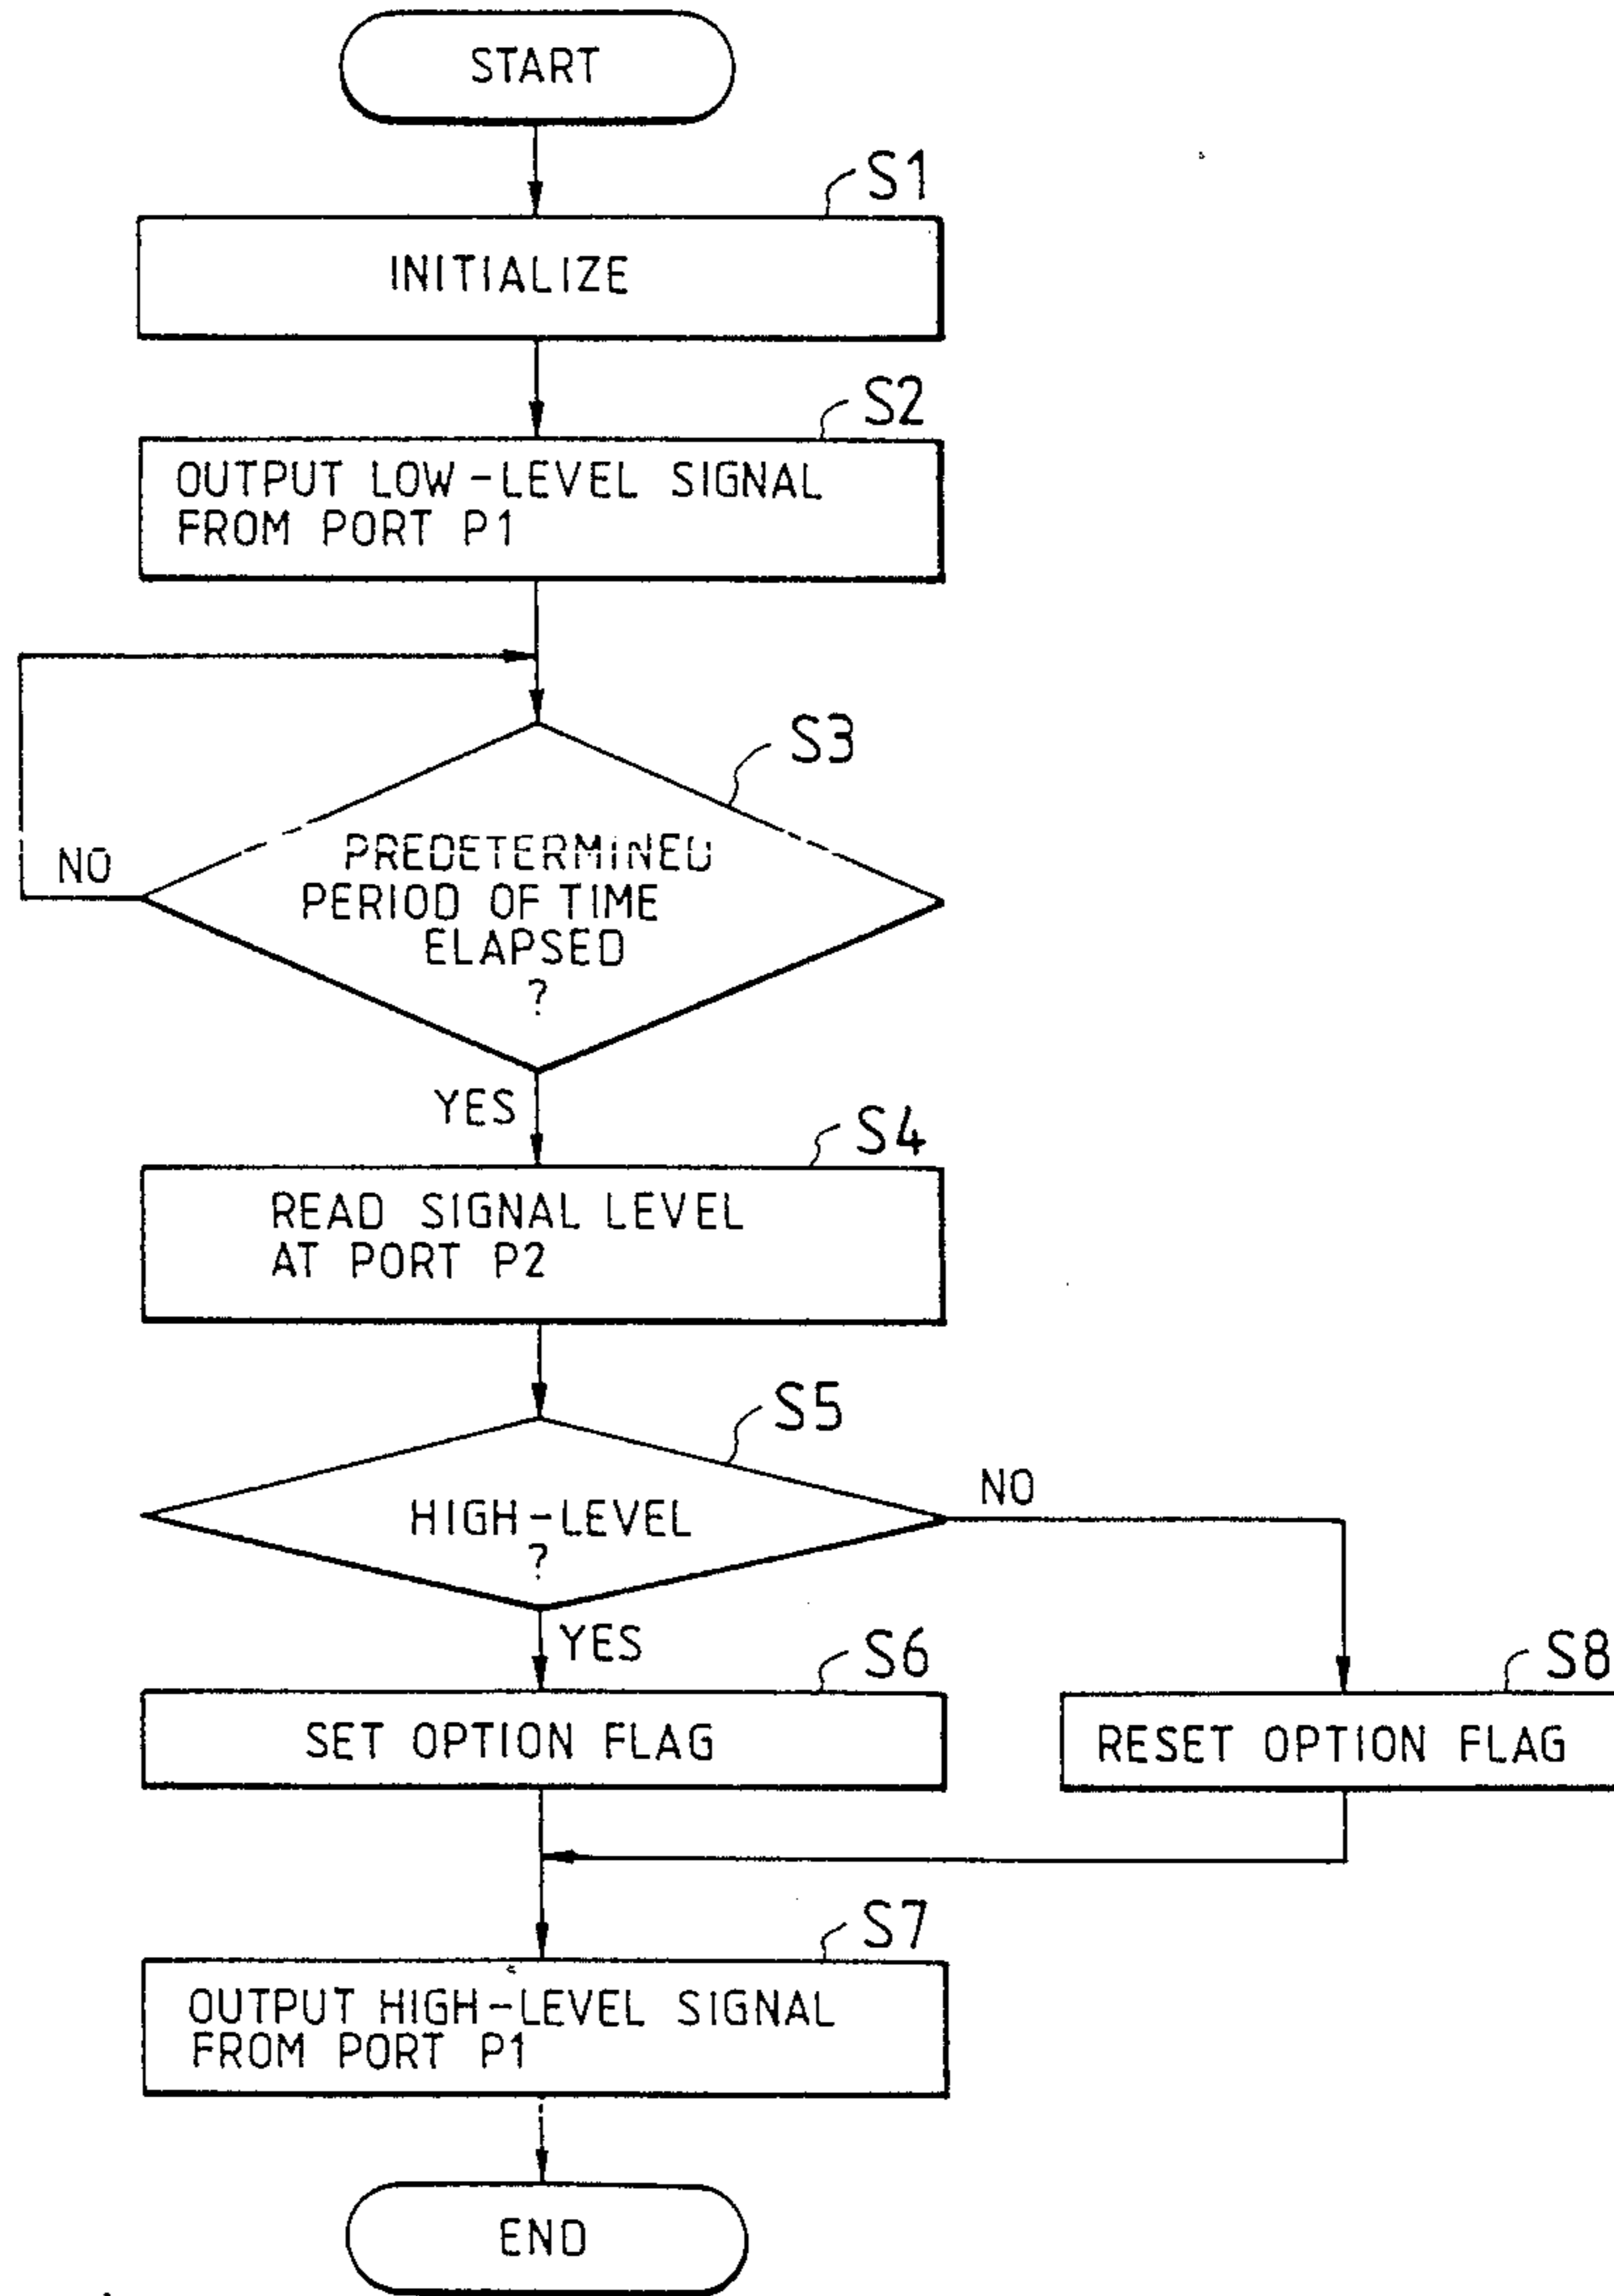 START
S1
INITIALIZE
S2
OUTPUT LOW-LEVEL SIGNAL
FROM PORT P1
S3
PREDETERMINED
PERIOD OF TIME
ELAPSED
?
NO
YES
S4
READ SIGNAL LEVEL
AT PORT P2
S5
HIGH-LEVEL
?
NO
YES
S6
SET OPTION FLAG
S8
RESET OPTION FLAG
S7
OUTPUT HIGH-LEVEL SIGNAL
FROM PORT P1
END